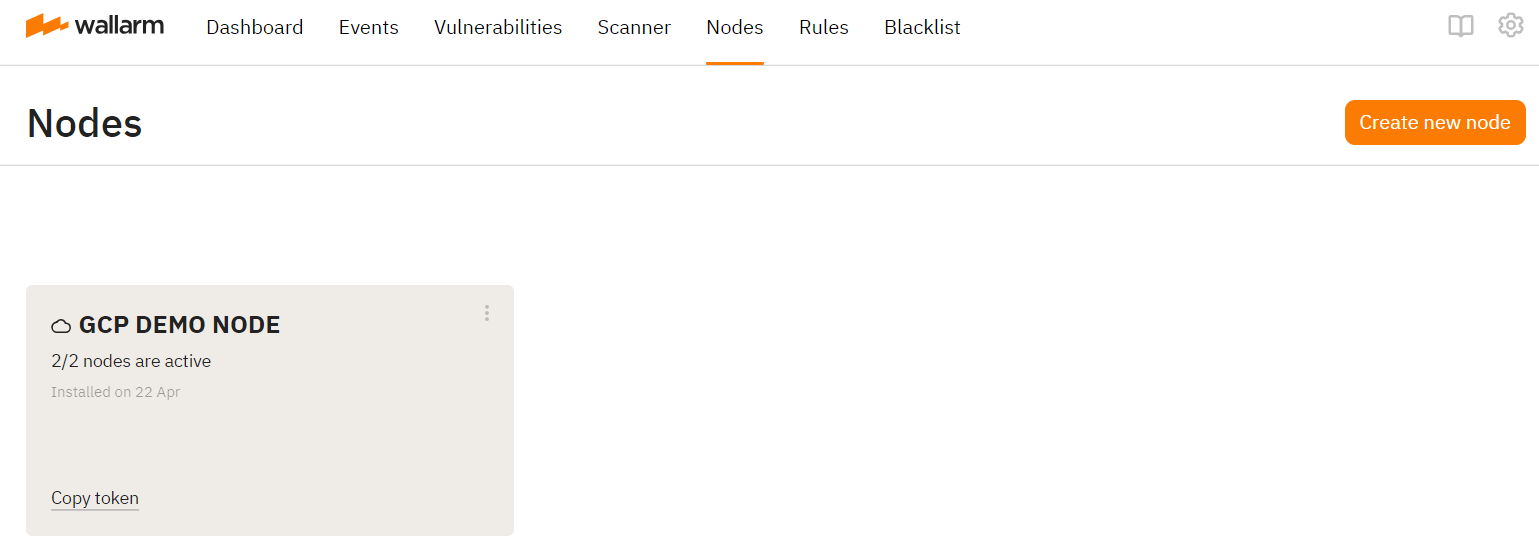 wallarm Dashboard Events Vulnerabilities Scanner Nodes Rules Blacklist
Nodes
Create new node
GCP DEMO NODE
2/2 nodes are active
Installed on 22 Apr
Copy token